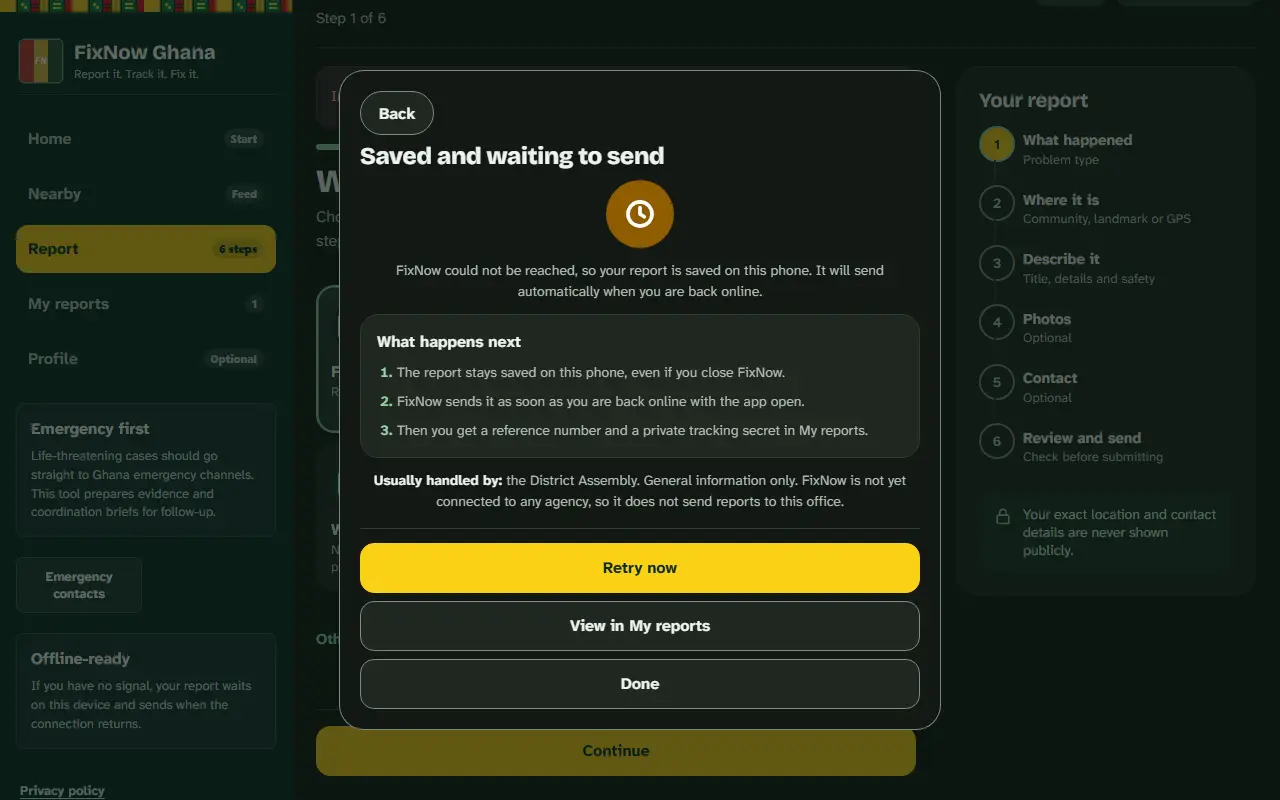 FN
FixNow Ghana
Report it. Track it. Fix it.
Home
Start
Nearby
Feed
Report
6 steps
My reports
1
Profile
Optional
Emergency first
Life-threatening cases should go
straight to Ghana emergency channels.
This tool prepares evidence and
coordination briefs for follow-up.
Emergency
contacts
Offline-ready
If you have no signal, your report waits
on this device and sends when the
connection returns.
Privacy policy
Step 1 of 6
Back
Saved and waiting to send
FixNow could not be reached, so your report is saved on this phone. It will send
automatically when you are back online.
What happens next
1. The report stays saved on this phone, even if you close FixNow.
2. FixNow sends it as soon as you are back online with the app open.
3. Then you get a reference number and a private tracking secret in My reports.
Usually handled by: the District Assembly. General information only. FixNow is not yet
connected to any agency, so it does not send reports to this office.
Retry now
View in My reports
Done
Continue
Your report
1
What happened
Problem type
2
Where it is
Community, landmark or GPS
3
Describe it
Title, details and safety
4
Photos
Optional
5
Contact
Optional
6
Review and send
Check before submitting
Your exact location and contact
details are never shown
publicly.